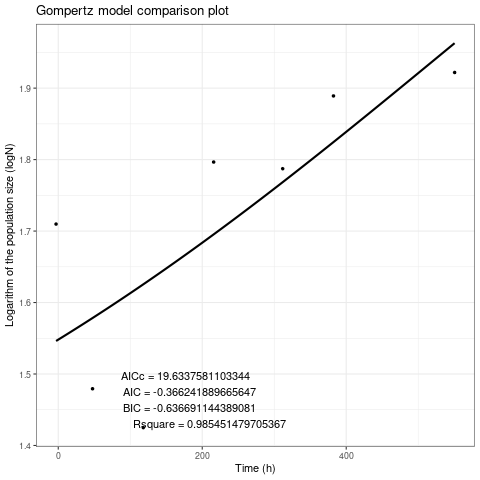 Gompertz model comparison plot
Logarithm of the population size (logN)
1.9
1.8
1.7
1.6
1.5
1.4
AICc = 19.6337581103344
AIC = -0.366241889665647
BIC = -0.636691144389081
Rsquare = 0.985451479705367
0
200
400
Time (h)